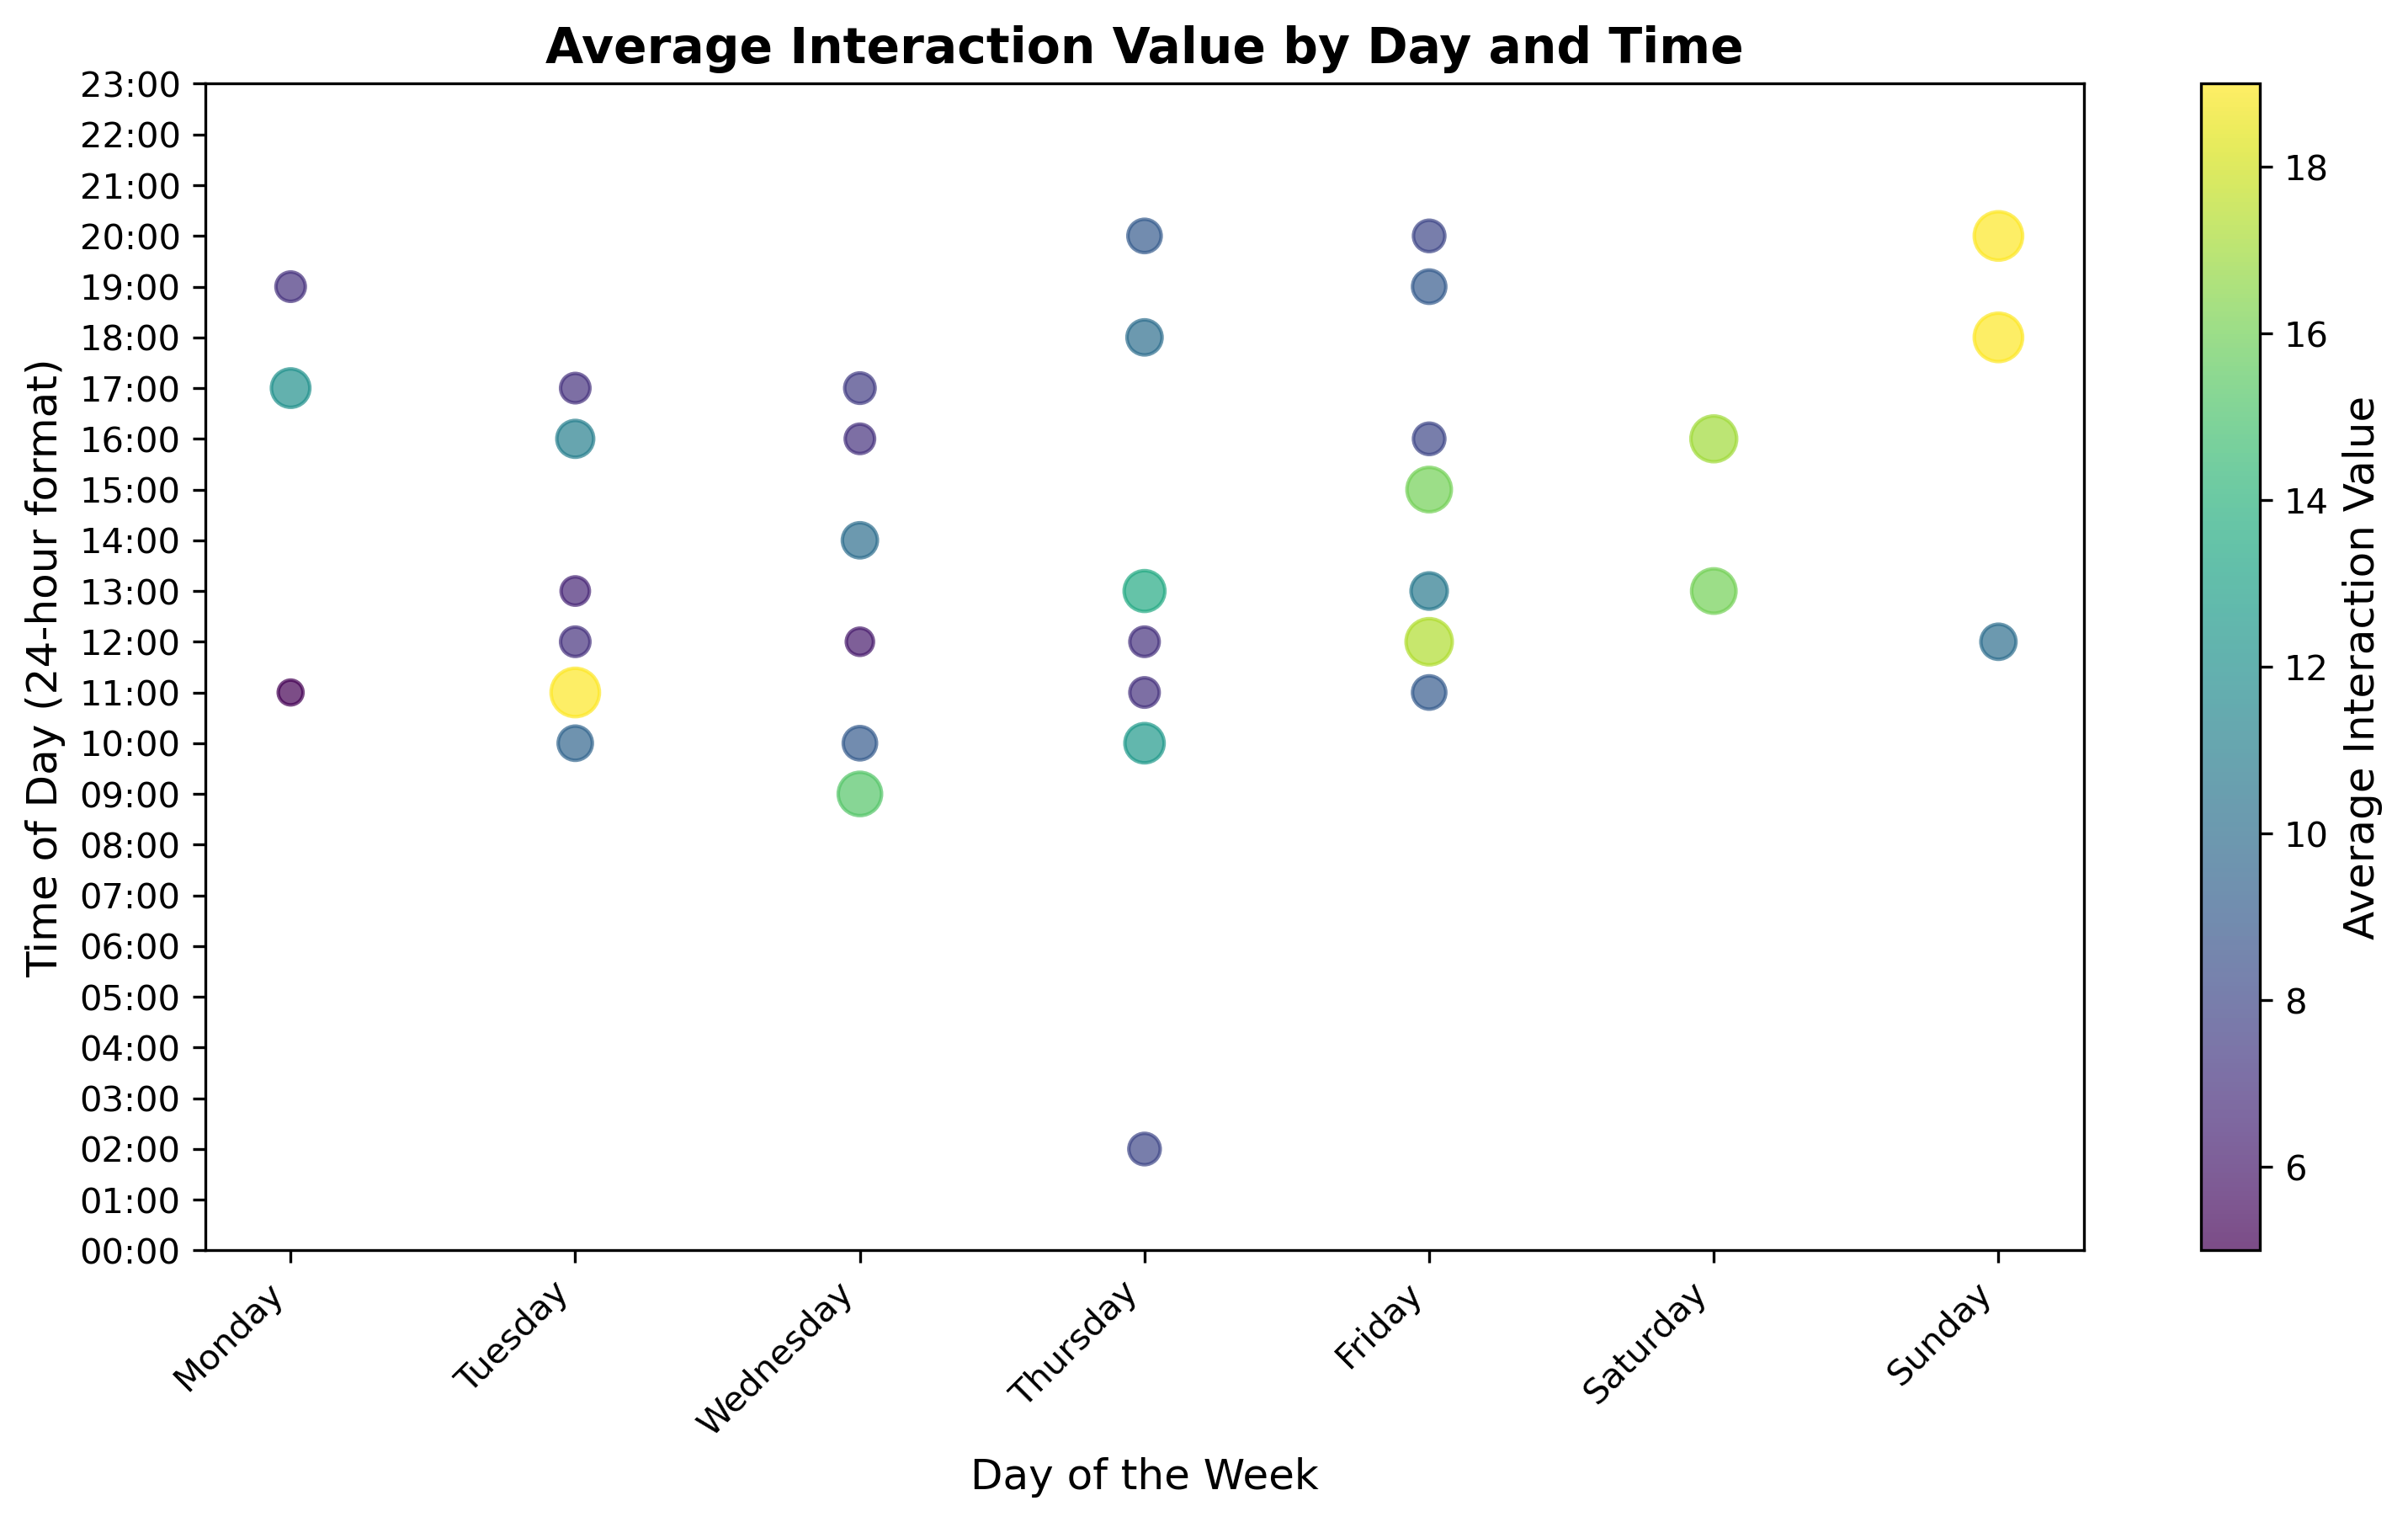 Average Interaction Value by Day and Time
23:00
22:00
21:00
20:00
19:00
18:00
17:00
16:00
15:00
14:00
13:00
12:00
11:00
10:00
09:00
08:00
07:00
06:00
05:00
04:00
03:00
02:00
01:00
00:00
Time of Day (24-hour format)
Monday
Tuesday
Wednesday
Thursday
Friday
Saturday
Sunday
Day of the Week
18
16
14
12
10
8
6
Average Interaction Value